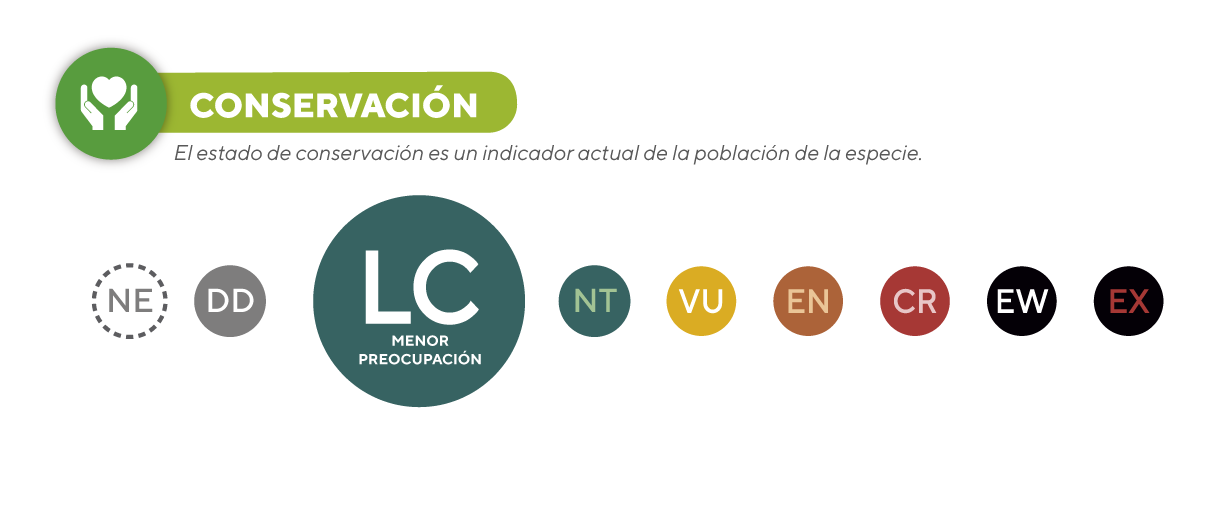 CONSERVACIÓN
El estado de conservación es un indicador actual de la población de la especie.
NE DD LC NT VU EN CR EW EX
MENOR
PREOCUPACIÓN